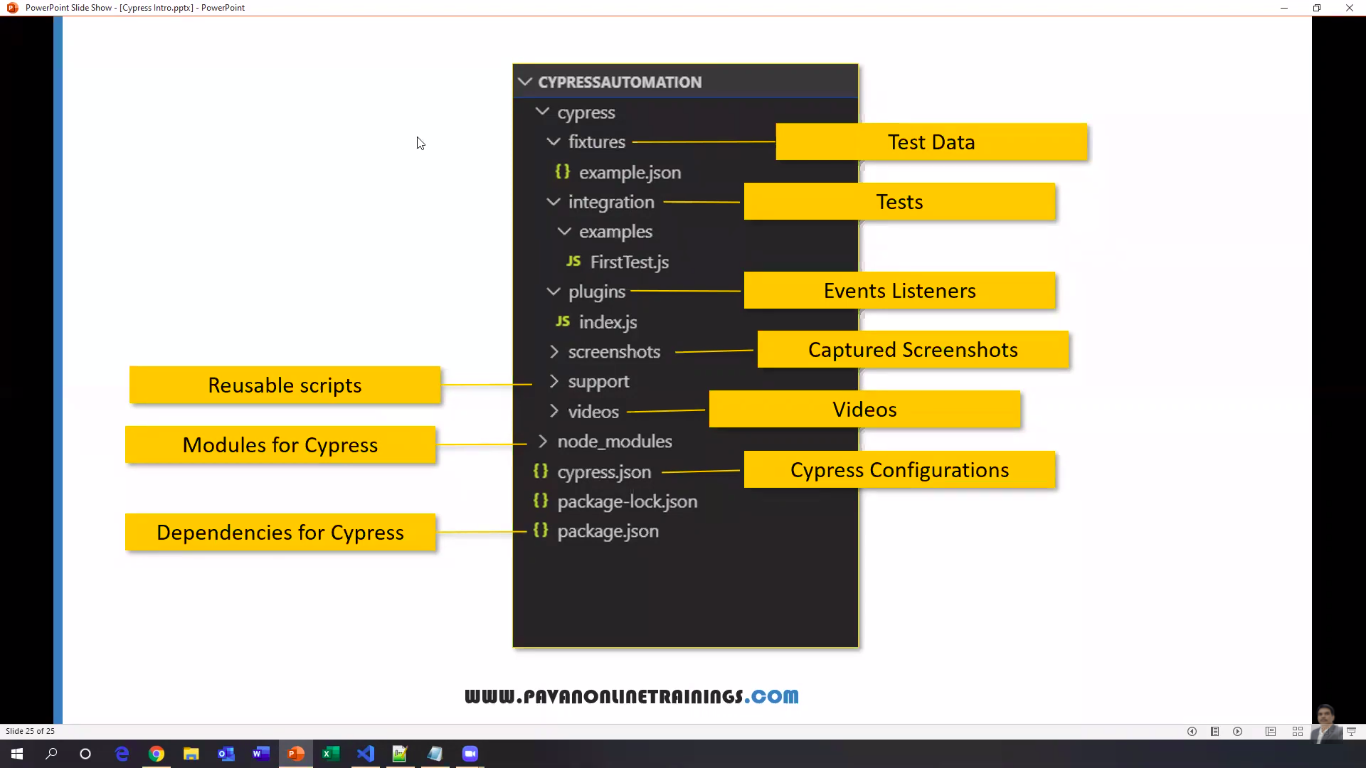 PowerPoint Slide Show - [Cypress Intro.pptx] - PowerPoint
CYPRESSAUTOMATION
cypress
fixtures
Test Data
{} example.json
integration
Tests
examples
JS FirstTest.js
plugins
Events Listeners
JS index.js
screenshots
Captured Screenshots
Reusable scripts
support
videos
Videos
Modules for Cypress
node_modules
{} cypress.json
Cypress Configurations
{} package-lock.json
Dependencies for Cypress
{} package.json
WWW.PAVANONLINETRAININGS.COM
Slide 25 of 25